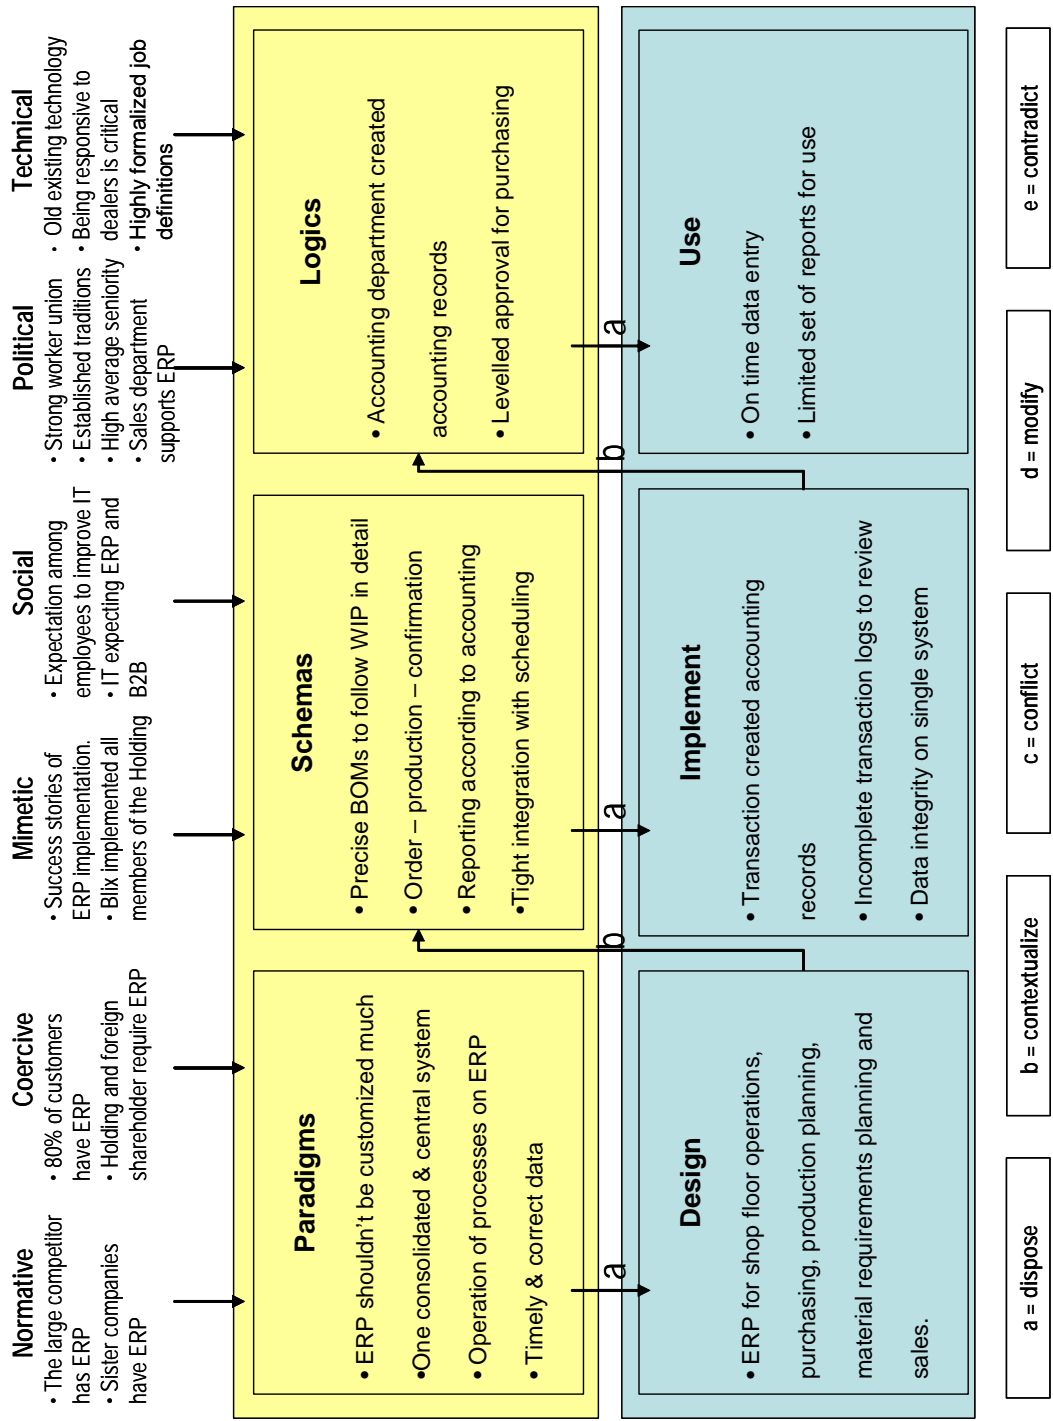 Normative
• The large competitor
has ERP
• Sister companies
have ERP
Coercive
• 80% of customers
have ERP
• Holding and foreign
shareholder require ERP
Mimetic
• Success stories of
ERP implementation.
• Blix implemented all
members of the Holding
Social
• Expectation among
employees to improve IT
• IT expecting ERP and
B2B
Political
• Strong worker union
• Established traditions
• High average seniority
• Sales department
supports ERP
Technical
• Old existing technology
• Being responsive to
dealers is critical
• Highly formalized job
definitions
Paradigms
• ERP shouldn’t be customized much
•One consolidated & central system
• Operation of processes on ERP
• Timely & correct data
Schemas
• Precise BOMs to follow WIP in detail
• Order – production – confirmation
• Reporting according to accounting
•Tight integration with scheduling
Logics
• Accounting department created
accounting records
• Levelled approval for purchasing
a
b
a
b
a
Design
• ERP for shop floor operations,
purchasing, production planning,
material requirements planning and
sales.
Implement
• Transaction created accounting
records
• Incomplete transaction logs to review
• Data integrity on single system
Use
• On time data entry
• Limited set of reports for use
a = dispose
b = contextualize
c = conflict
d = modify
e = contradict